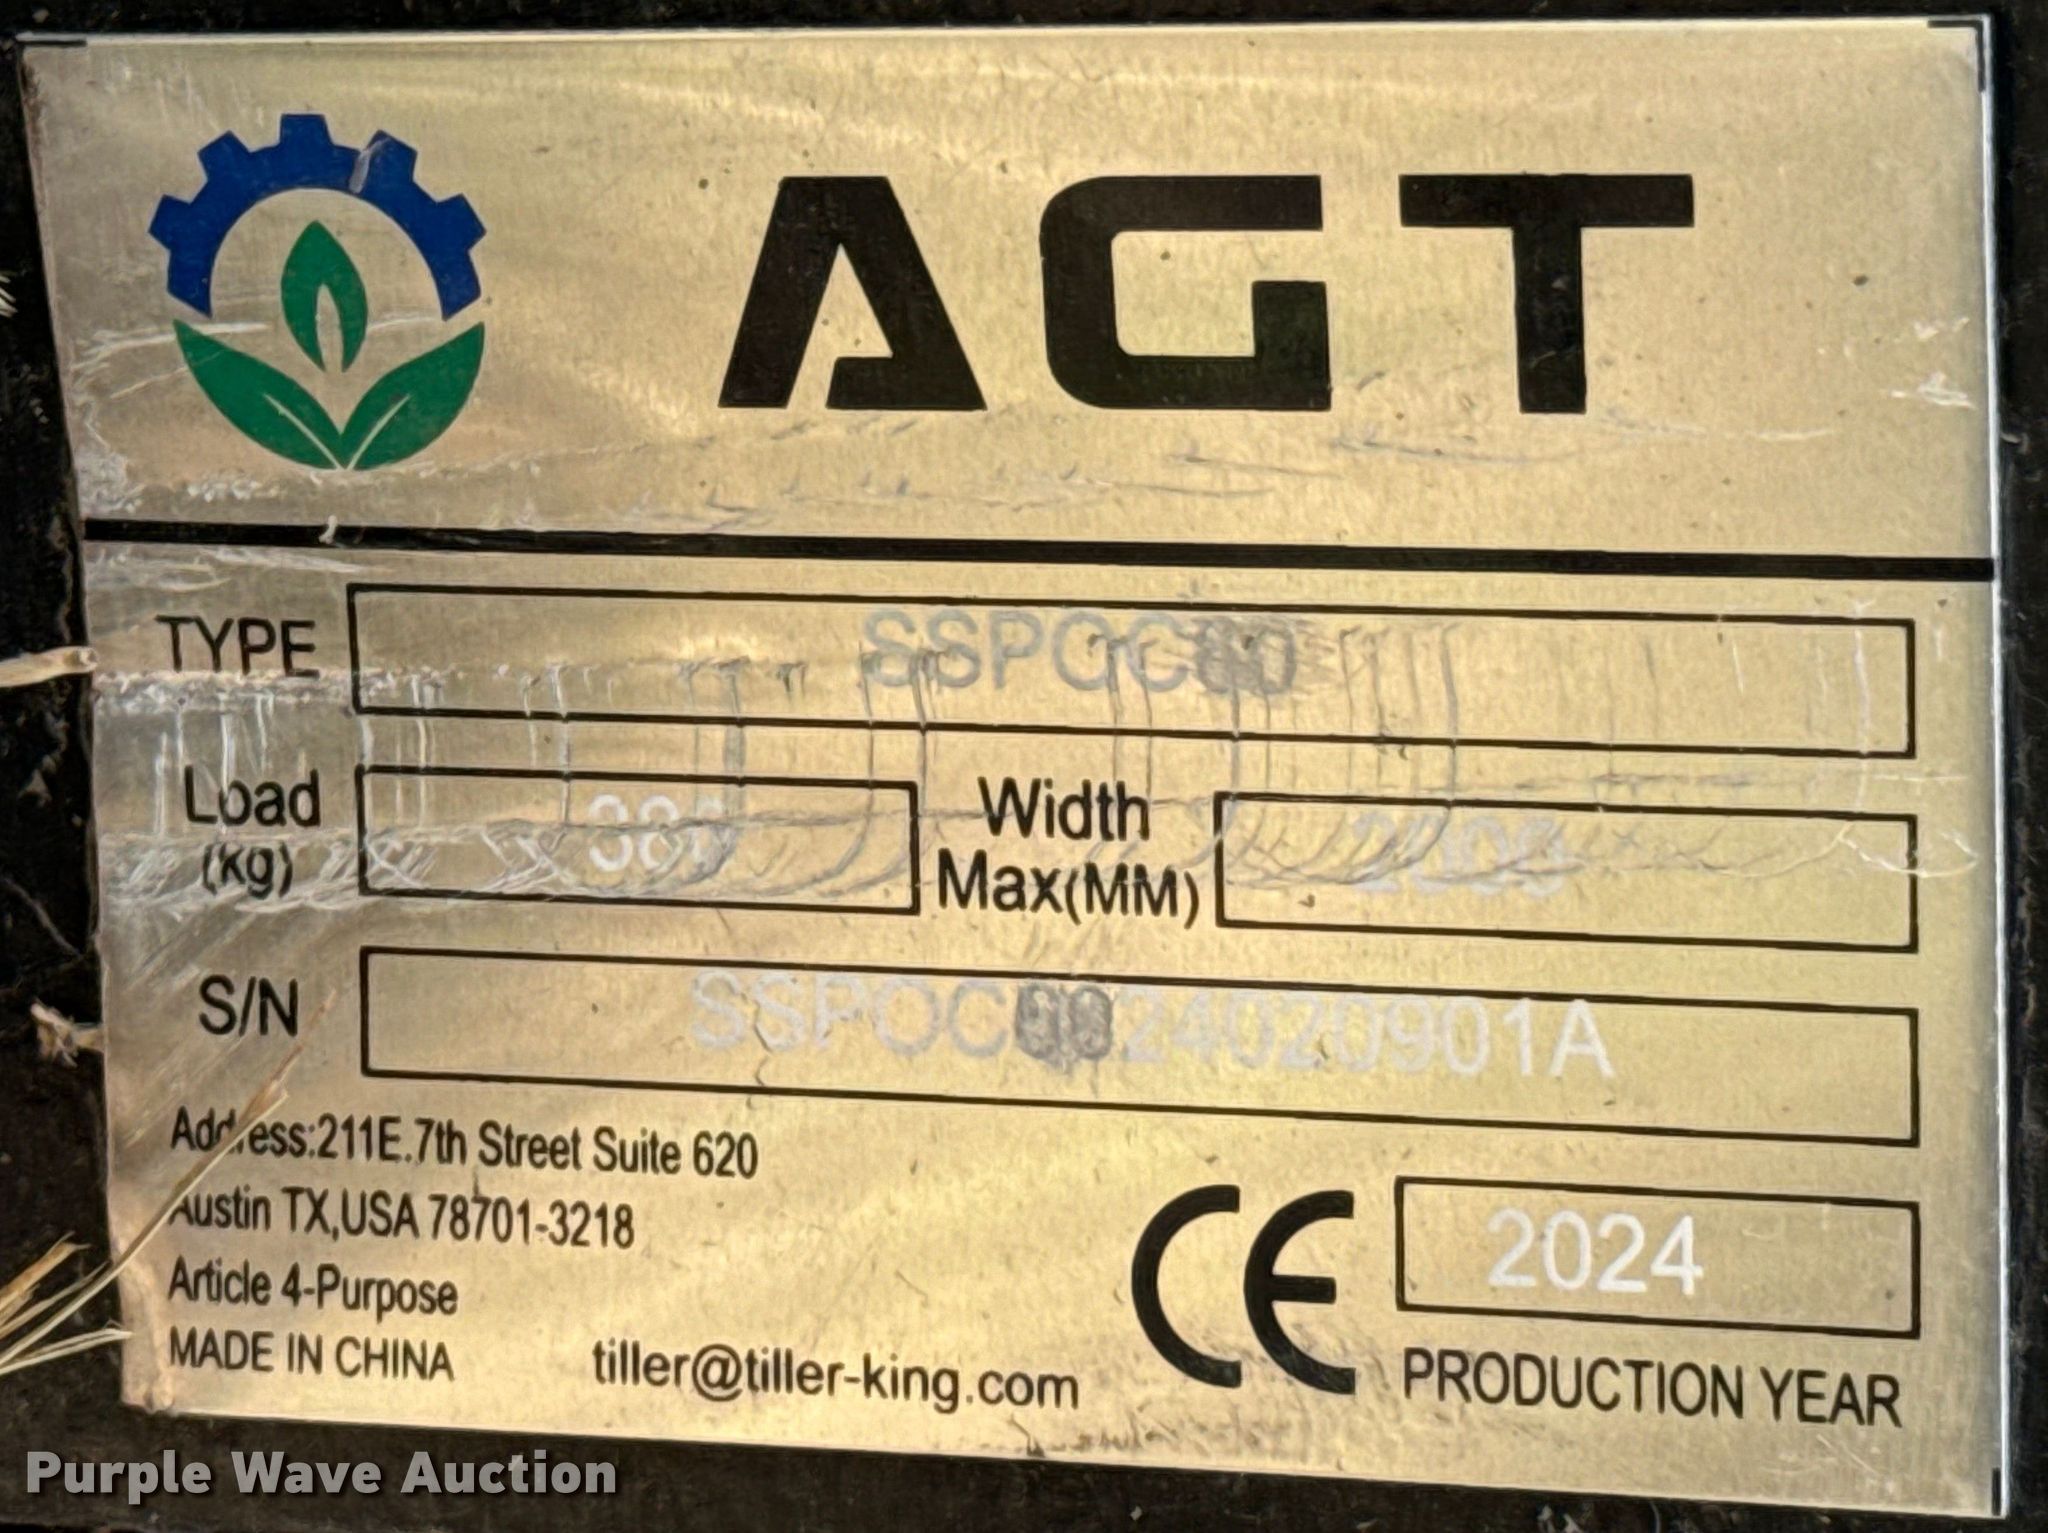 AGT
TYPE SSPOC80
Load (kg) Width Max(MM)
S/N
Address:211E.7th Street Suite 620
Austin TX,USA 78701-3218
Article 4-Purpose
MADE IN CHINA
tiller@tiller-king.com
CE
2024
PRODUCTION YEAR
Purple Wave Auction